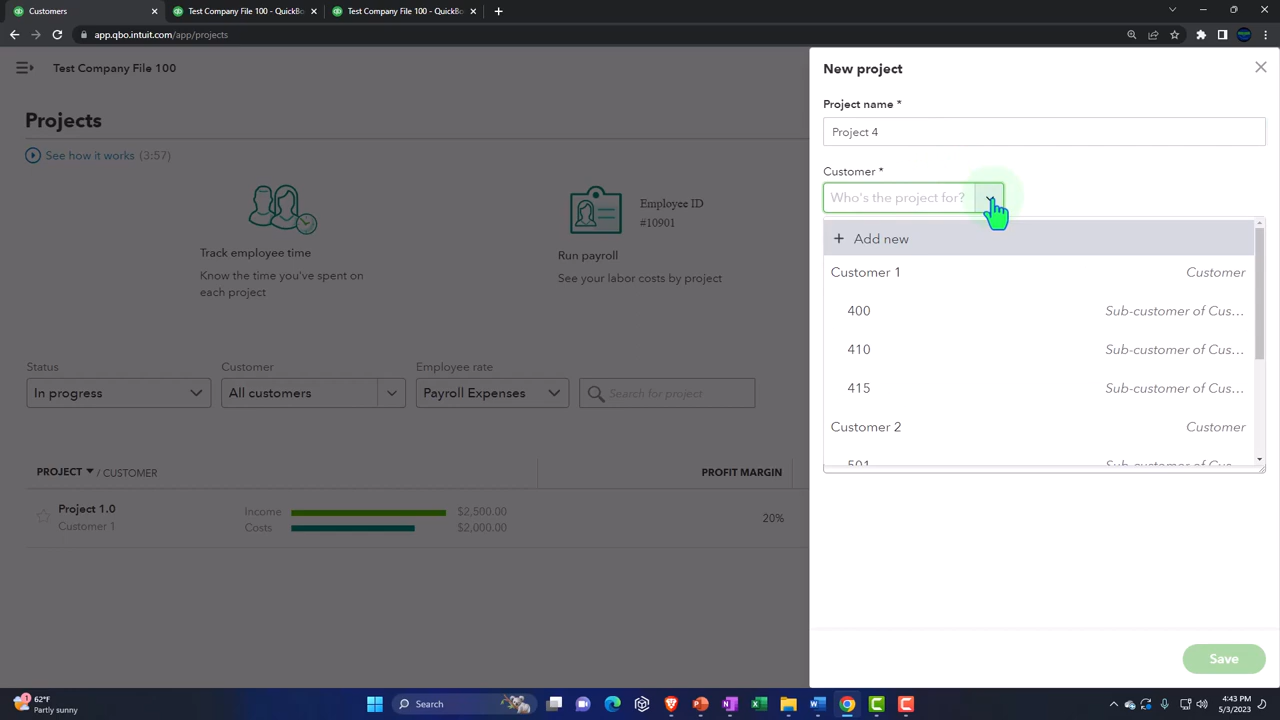 Customers
Test Company File 100 - QuickBo
Test Company File 100 - QuickBo
app.qbo.intuit.com/app/projects
Test Company File 100
Projects
See how it works (3:57)
Track employee time
Know the time you've spent on
each project
Employee ID
#10901
Run payroll
See your labor costs by project
Status
Customer
Employee rate
In progress
All customers
Payroll Expenses
Search for project
PROJECT / CUSTOMER
PROFIT MARGIN
Project 1.0
Customer 1
Income $2,500.00
Costs $2,000.00
20%
New project
Project name *
Project 4
Customer *
Who's the project for?
+ Add new
Customer 1 Customer
400 Sub-customer of Cus...
410 Sub-customer of Cus...
415 Sub-customer of Cus...
Customer 2 Customer
501 Sub-customer of Cus...
Save
1
62°F
Partly sunny
Search
4:43 PM
5/3/2023